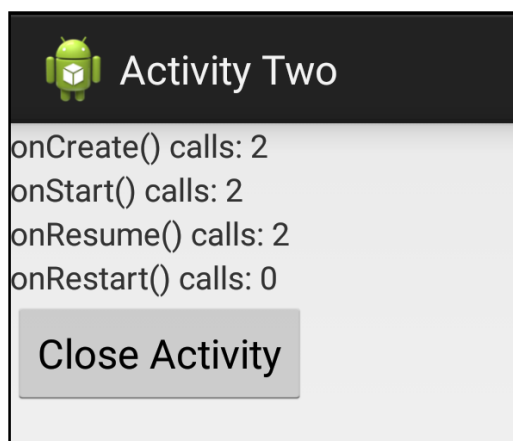 Activity Two
onCreate() calls: 2
onStart() calls: 2
onResume() calls: 2
onRestart() calls: 0
Close Activity